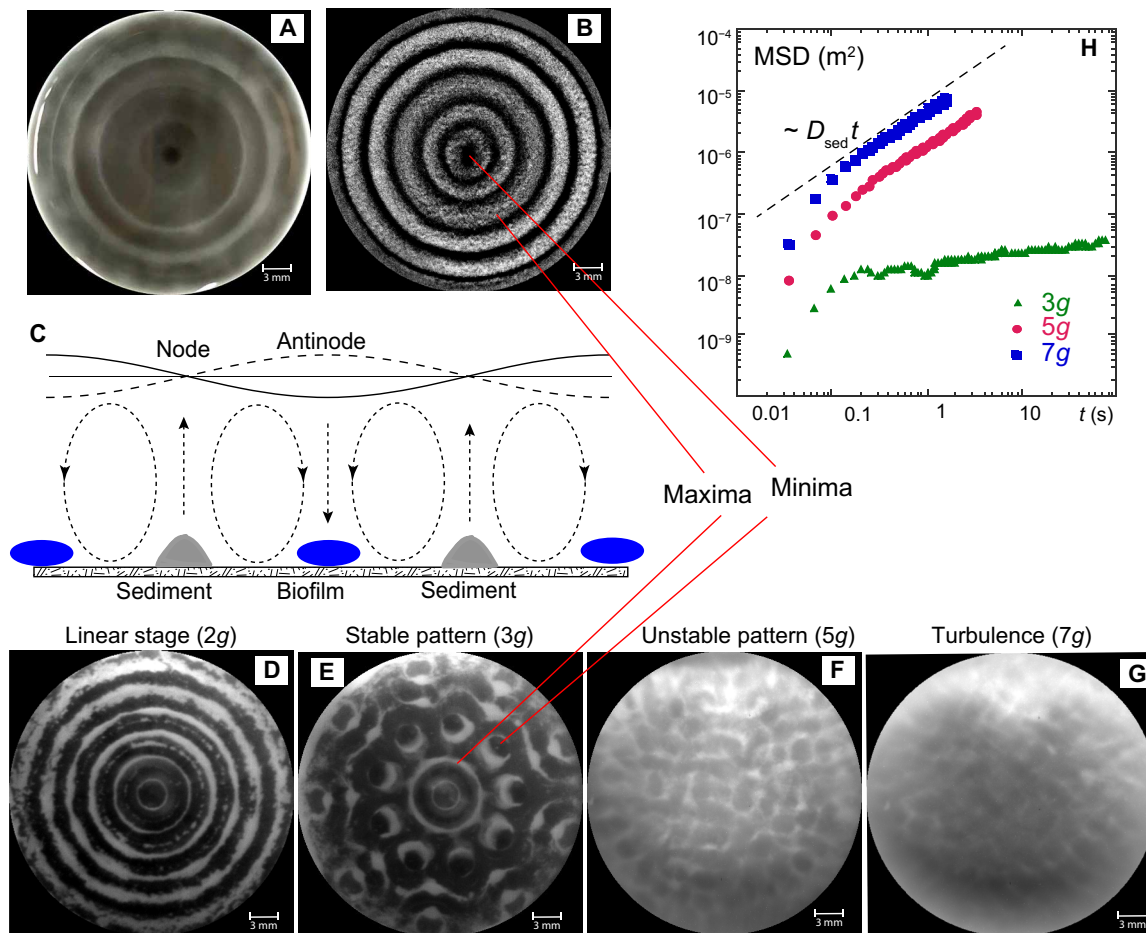 A
3 mm
B
3 mm
H
MSD (m²)
10⁻⁴
10⁻⁵
10⁻⁶
10⁻⁷
10⁻⁸
10⁻⁹
~ D_sed t
3g
5g
7g
0.01 0.1 1 10 t (s)
C
Node
Antinode
Sediment Biofilm Sediment
Maxima
Minima
Linear stage (2g)
D
3 mm
Stable pattern (3g)
E
3 mm
Unstable pattern (5g)
F
3 mm
Turbulence (7g)
G
3 mm